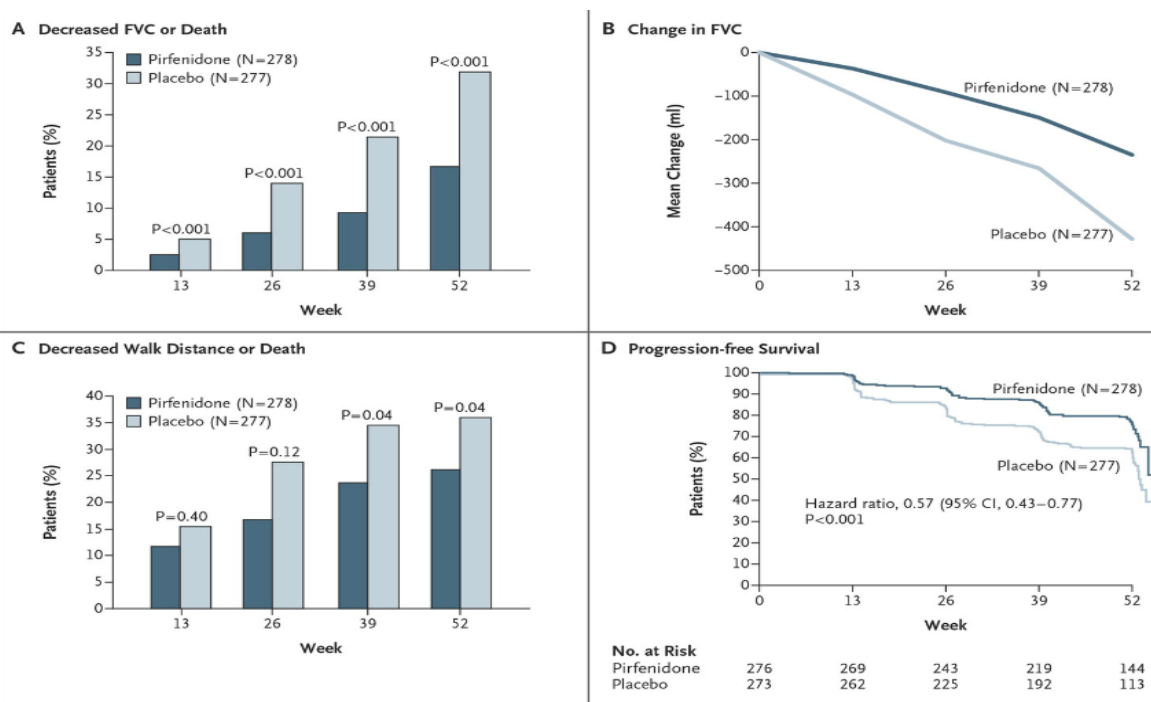 A Decreased FVC or Death
Patients (%)
35
30
25
20
15
10
5
0
Pirfenidone (N=278)
Placebo (N=277)
P<0.001
P<0.001
P<0.001
P<0.001
13 26 39 52
Week
B Change in FVC
Mean Change (ml)
0
−100
−200
−300
−400
−500
Pirfenidone (N=278)
Placebo (N=277)
0 13 26 39 52
Week
C Decreased Walk Distance or Death
Patients (%)
40
35
30
25
20
15
10
5
0
Pirfenidone (N=278)
Placebo (N=277)
P=0.40
P=0.12
P=0.04
P=0.04
13 26 39 52
Week
D Progression-free Survival
Patients (%)
100
90
80
70
60
50
40
30
20
10
0
Pirfenidone (N=278)
Placebo (N=277)
Hazard ratio, 0.57 (95% CI, 0.43–0.77)
P<0.001
0 13 26 39 52
Week
No. at Risk
Pirfenidone 276 269 243 219 144
Placebo 273 262 225 192 113